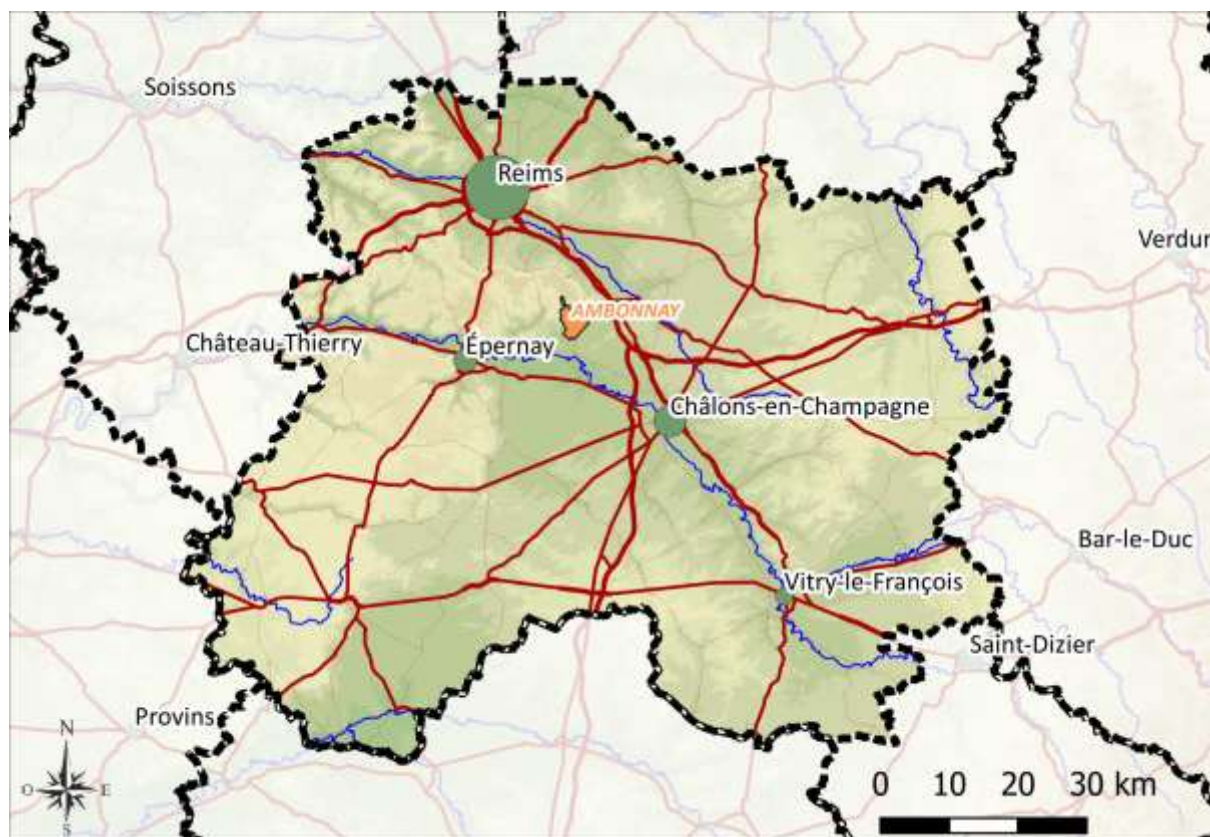 Soissons
Reims
Verdun
AMBONNAY
Château-Thierry
Épernay
Châlons-en-Champagne
Bar-le-Duc
Vitry-le-François
Saint-Dizier
Provins
N
O
E
S
0 10 20 30 km